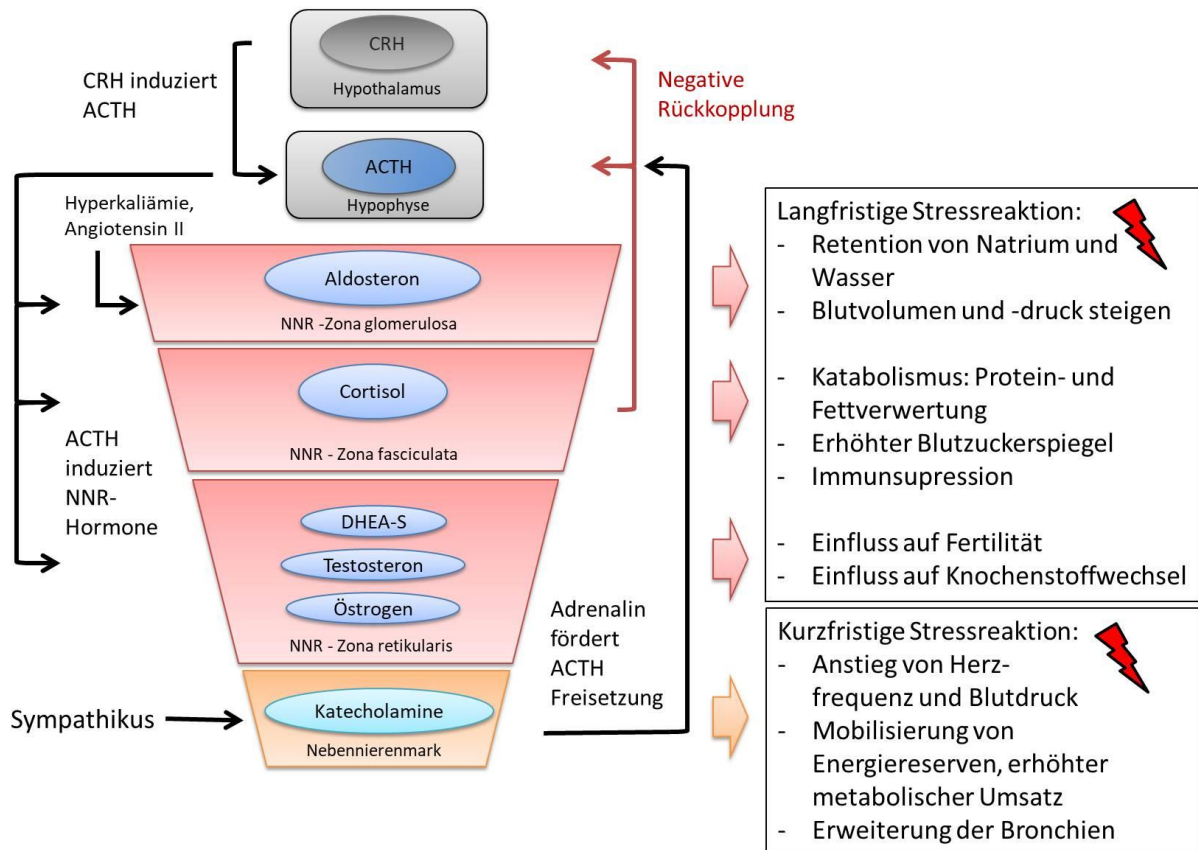 CRH
Hypothalamus
CRH induziert
ACTH
Negative
Rückkopplung
ACTH
Hypophyse
Hyperkaliämie,
Angiotensin II
Aldosteron
NNR -Zona glomerulosa
Cortisol
NNR - Zona fasciculata
ACTH
induziert
NNR-
Hormone
DHEA-S
Testosteron
Östrogen
NNR - Zona retikularis
Adrenalin
fördert
ACTH
Freisetzung
Sympathikus
Katecholamine
Nebennierenmark
Langfristige Stressreaktion:
- Retention von Natrium und
Wasser
- Blutvolumen und -druck steigen
- Katabolismus: Protein- und
Fettverwertung
- Erhöhter Blutzuckerspiegel
- Immunsupression
- Einfluss auf Fertilität
- Einfluss auf Knochenstoffwechsel
Kurzfristige Stressreaktion:
- Anstieg von Herz-
frequenz und Blutdruck
- Mobilisierung von
Energiereserven, erhöhter
metabolischer Umsatz
- Erweiterung der Bronchien